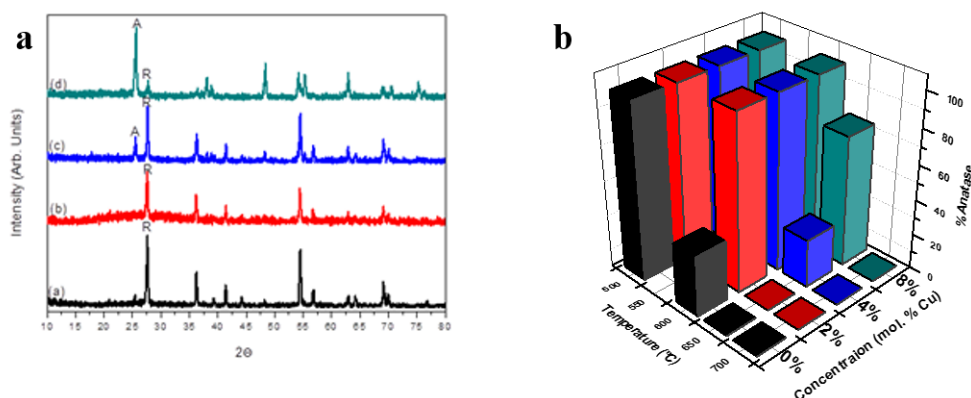 a
b
A
R
(d)
R
A
(c)
R
(b)
R
(a)
Intensity (Arb. Units)
10 15 20 25 30 35 40 45 50 55 60 65 70 75 80
2Θ
100
80
60
40
20
0
% Anatase
500
550
600
650
700
Temperature (℃)
0%
2%
4%
8%
Concentraion (mol. % Cu)